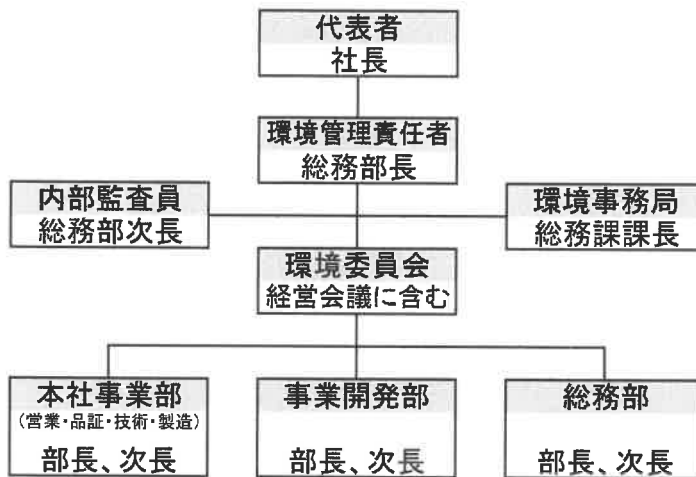 代表者
社長
環境管理責任者
総務部長
内部監査員
総務部次長
環境事務局
総務課課長
環境委員会
経営会議に含む
本社事業部
(営業・品証・技術・製造)
部長、次長
事業開発部
部長、次長
総務部
部長、次長